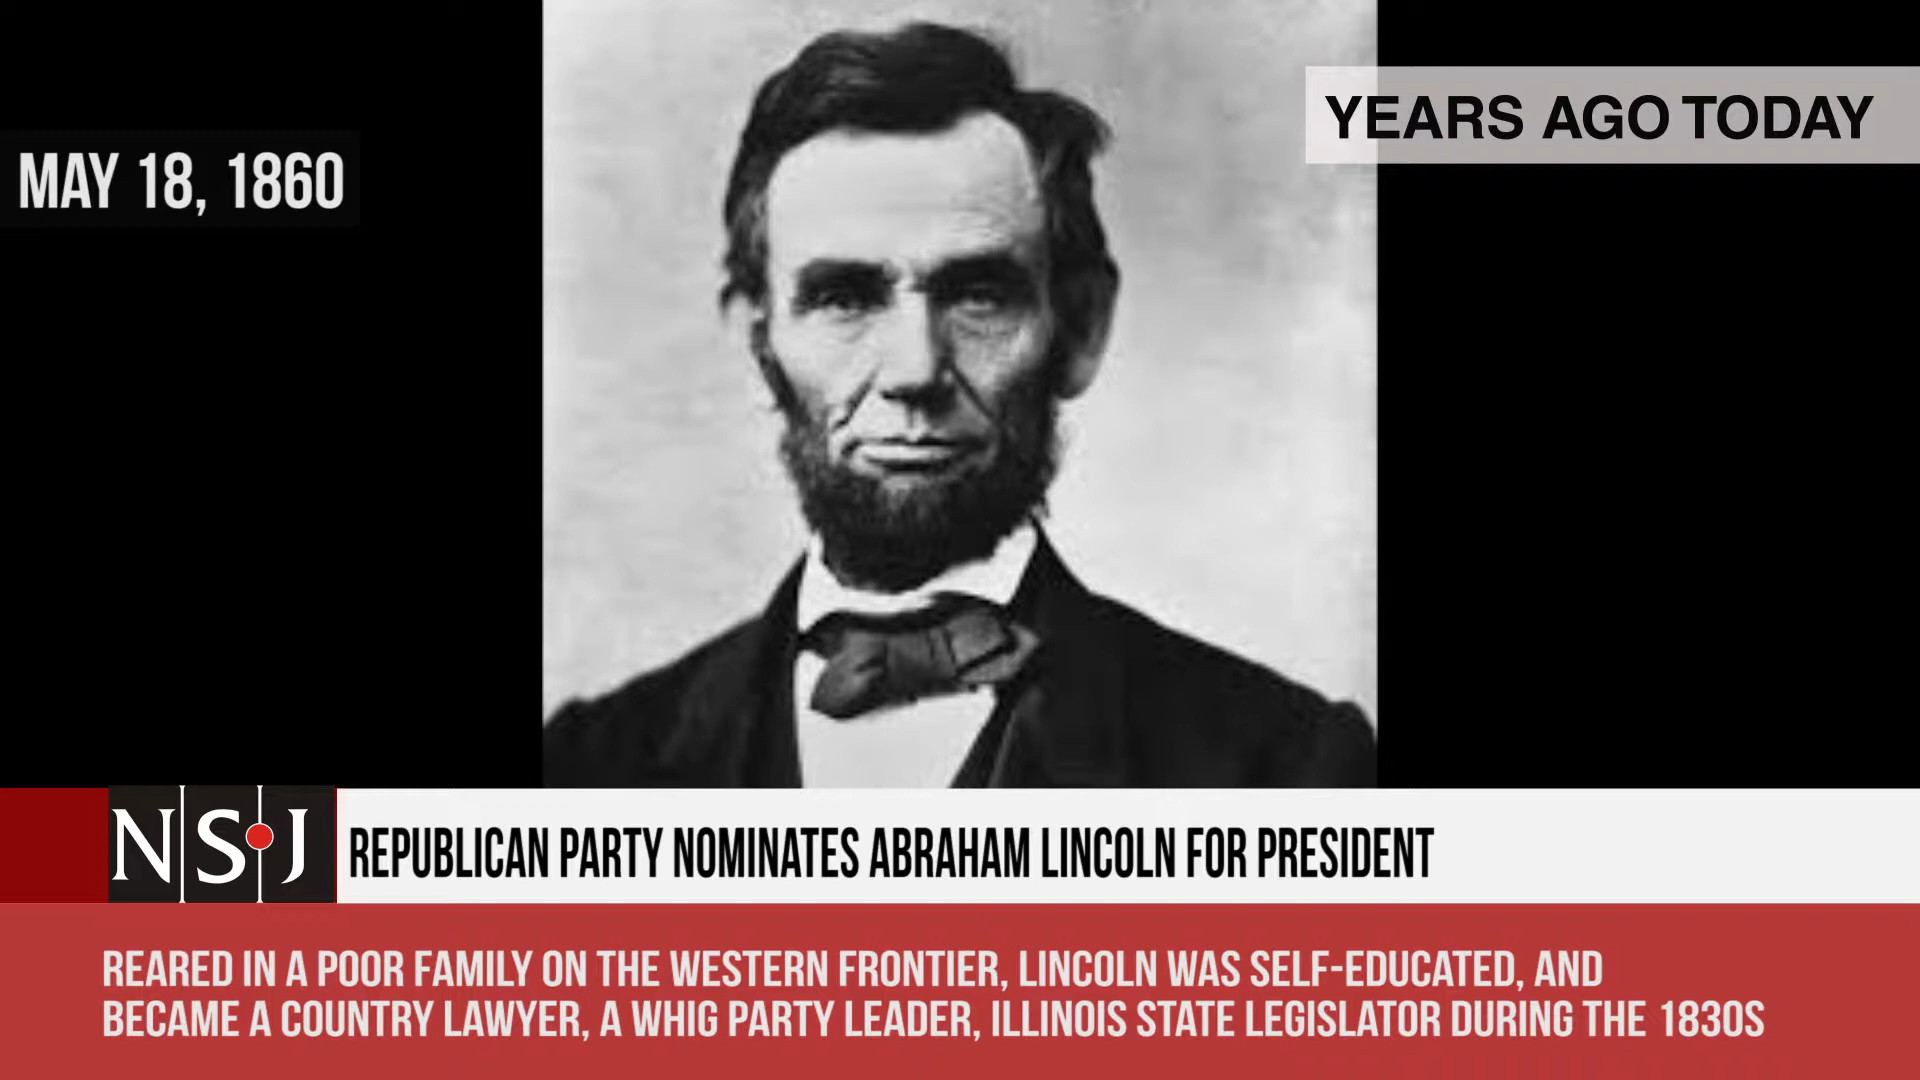 YEARS AGO TODAY
MAY 18, 1860
NSJ
REPUBLICAN PARTY NOMINATES ABRAHAM LINCOLN FOR PRESIDENT
REARED IN A POOR FAMILY ON THE WESTERN FRONTIER, LINCOLN WAS SELF-EDUCATED, AND
BECAME A COUNTRY LAWYER, A WHIG PARTY LEADER, ILLINOIS STATE LEGISLATOR DURING THE 1830S